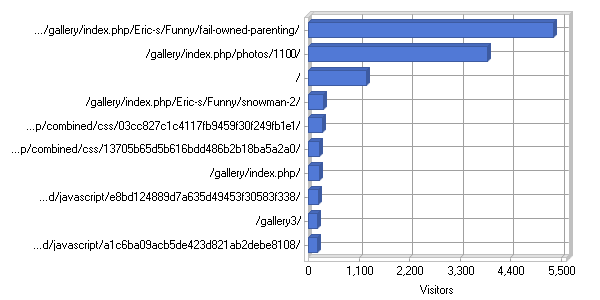 .../gallery/index.php/Eric-s/Funny/fail-owned-parenting/
/gallery/index.php/photos/1100/
/
/gallery/index.php/Eric-s/Funny/snowman-2/
...p/combined/css/03cc827c1c4117fb9459f30f249fb1e1/
...p/combined/css/13705b65d5b616bdd486b2b18ba5a2a0/
/gallery/index.php/
...d/javascript/e8bd124889d7a635d49453f30583f338/
/gallery3/
...d/javascript/a1c6ba09acb5de423d821ab2debe8108/
0 1,100 2,200 3,300 4,400 5,500
Visitors